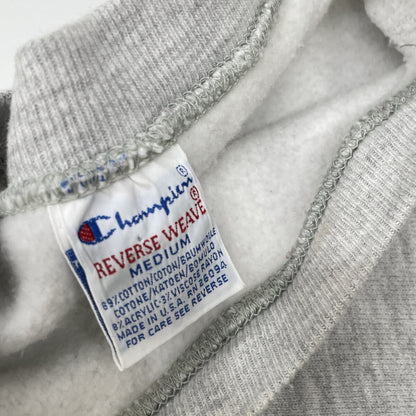 Champion®
REVERSE WEAVE®
MEDIUM
89% COTTON/COTON/BAUMWOLLE
COTONE/KATOEN/BOMULD
8% ACRYLIC-3% VISCOSE RAYON
MADE IN U.S.A. RN 26094
FOR CARE SEE REVERSE